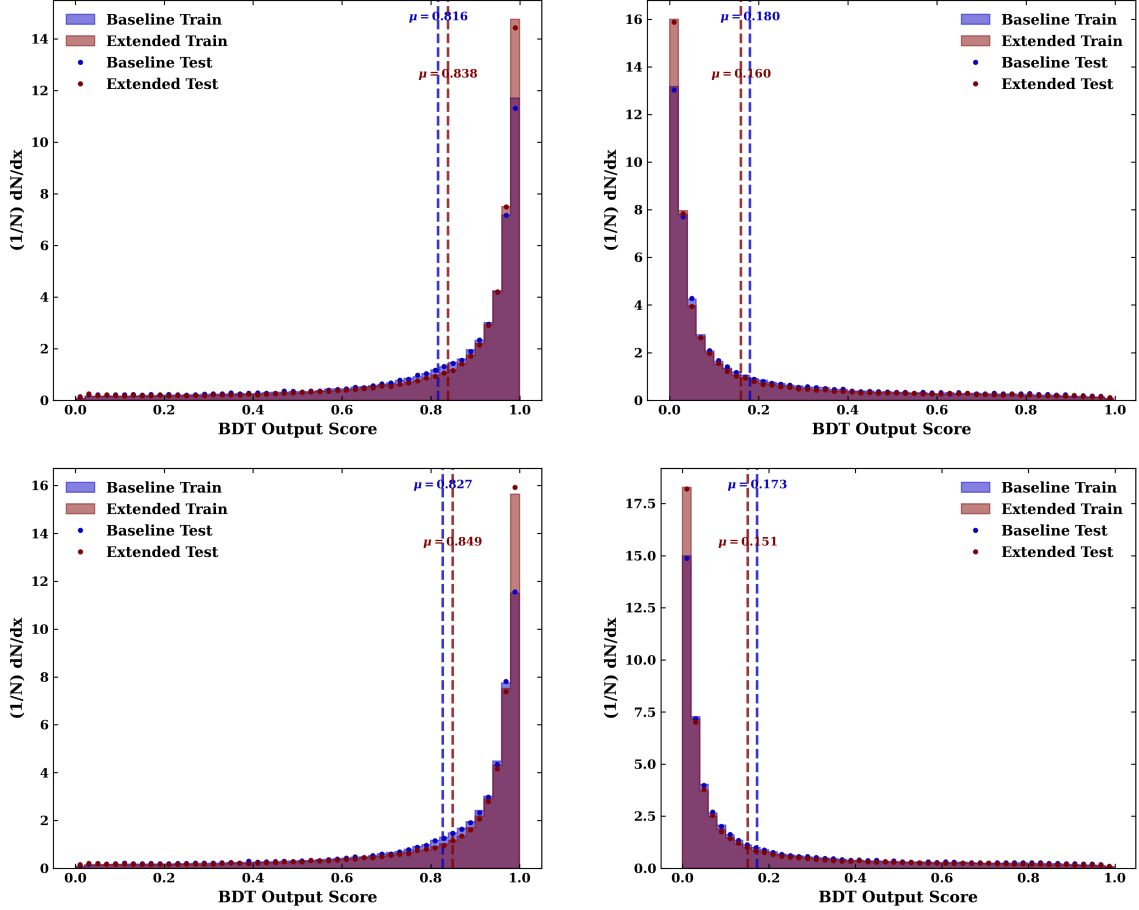 μ=0.816
Baseline Train
Extended Train
Baseline Test
Extended Test
μ=0.838
14
12
10
8
6
4
2
0
(1/N) dN/dx
0.0 0.2 0.4 0.6 0.8 1.0
BDT Output Score
μ=0.180
Baseline Train
Extended Train
Baseline Test
Extended Test
μ=0.160
16
14
12
10
8
6
4
2
0
(1/N) dN/dx
0.0 0.2 0.4 0.6 0.8 1.0
BDT Output Score
μ=0.827
Baseline Train
Extended Train
Baseline Test
Extended Test
μ=0.849
16
14
12
10
8
6
4
2
0
(1/N) dN/dx
0.0 0.2 0.4 0.6 0.8 1.0
BDT Output Score
μ=0.173
Baseline Train
Extended Train
Baseline Test
Extended Test
μ=0.151
17.5
15.0
12.5
10.0
7.5
5.0
2.5
0.0
(1/N) dN/dx
0.0 0.2 0.4 0.6 0.8 1.0
BDT Output Score